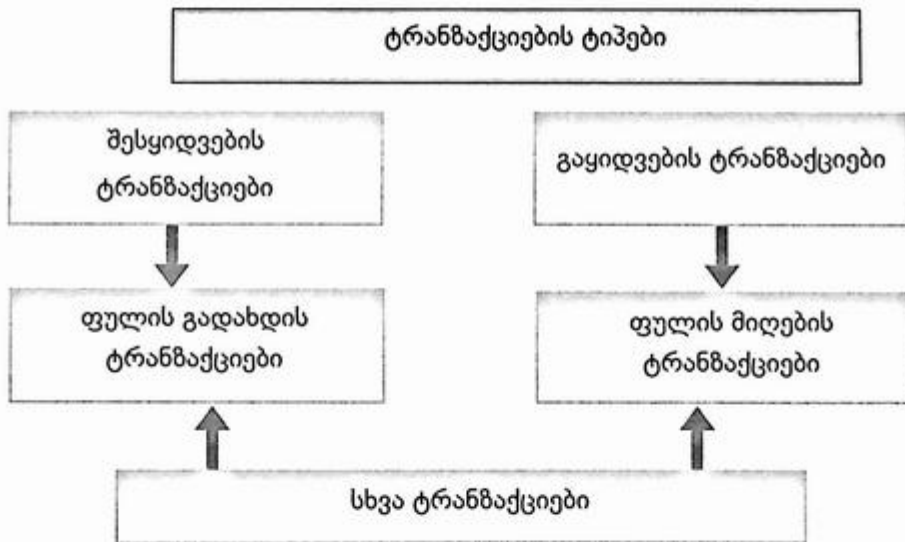 ტრანზაქციების ტიპები
შესყიდვების
ტრანზაქციები
გაყიდვების ტრანზაქციები
ფულის გადახდის
ტრანზაქციები
ფულის მიღების
ტრანზაქციები
სხვა ტრანზაქციები